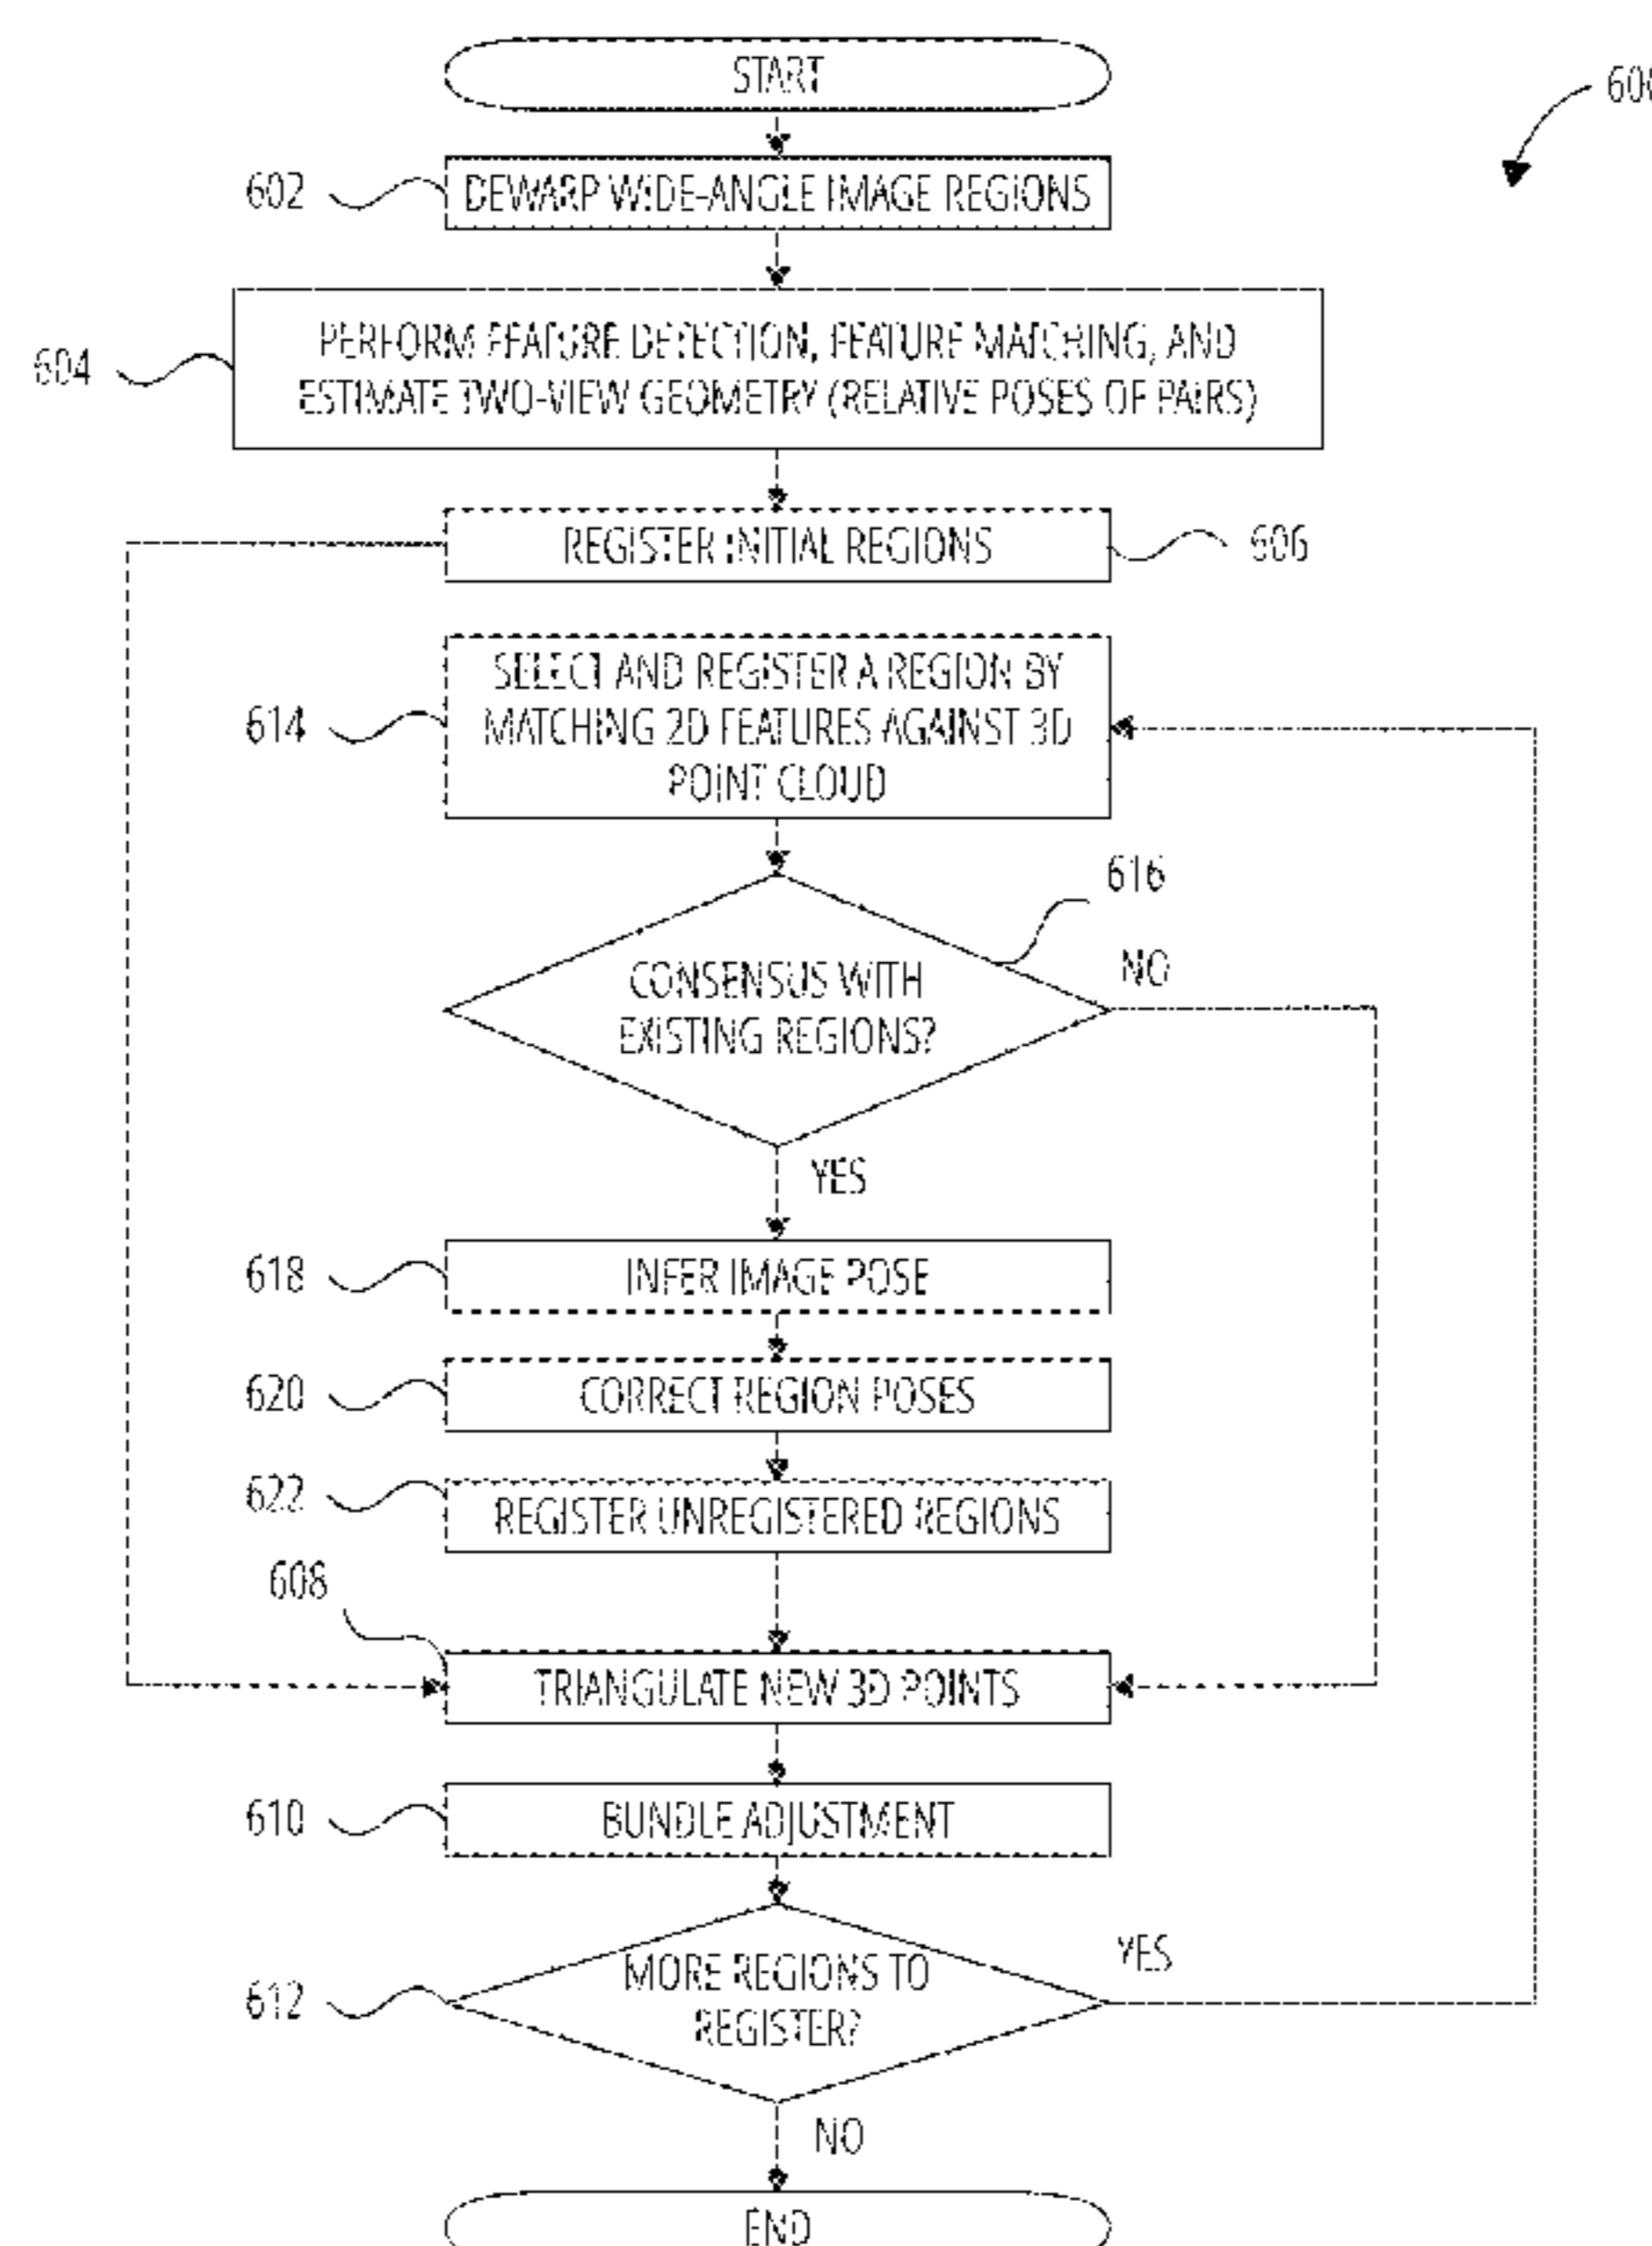 START
600
602
DEWARP WIDE-ANGLE IMAGE REGIONS
604
PERFORM FEATURE DETECTION, FEATURE MATCHING, AND
ESTIMATE TWO-VIEW GEOMETRY (RELATIVE POSES OF PAIRS)
REGISTER INITIAL REGIONS
606
614
SELECT AND REGISTER A REGION BY
MATCHING 2D FEATURES AGAINST 3D
POINT CLOUD
616
CONSENSUS WITH
EXISTING REGIONS?
NO
YES
618
INFER IMAGE POSE
620
CORRECT REGION POSES
622
REGISTER UNREGISTERED REGIONS
608
TRIANGULATE NEW 3D POINTS
610
BUNDLE ADJUSTMENT
612
MORE REGIONS TO
REGISTER?
YES
NO
END